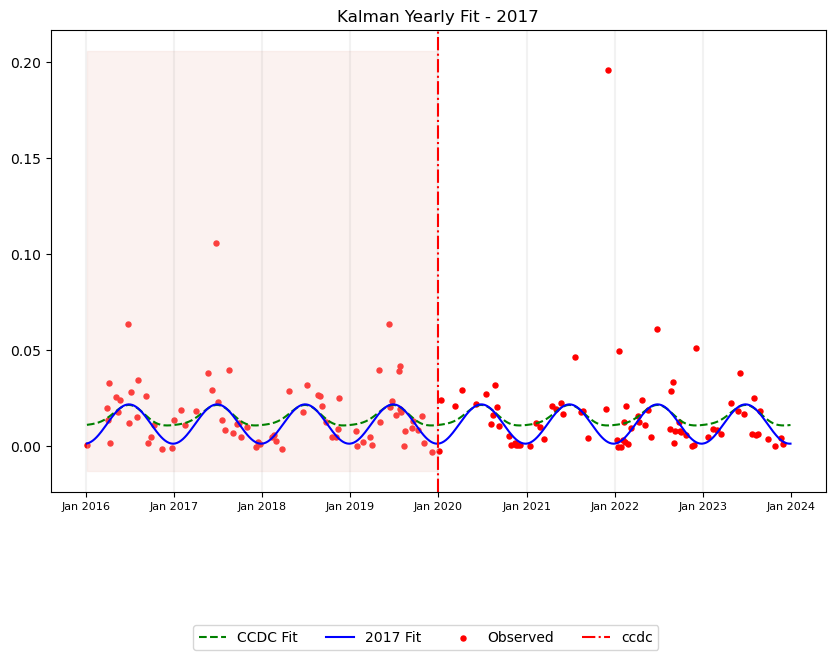 Kalman Yearly Fit - 2017
0.20
0.15
0.10
0.05
0.00
Jan 2016 Jan 2017 Jan 2018 Jan 2019 Jan 2020 Jan 2021 Jan 2022 Jan 2023 Jan 2024
CCDC Fit 2017 Fit Observed ccdc